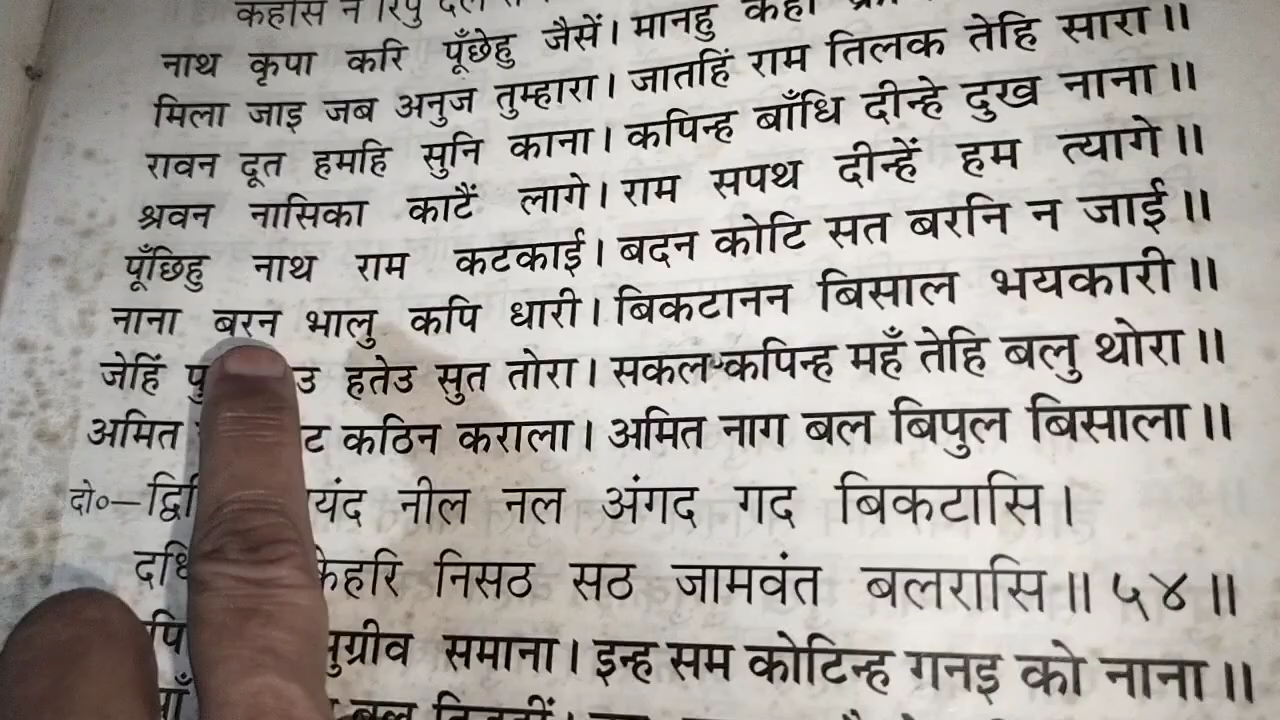 कहसि न रिपु दल
नाथ कृपा करि पूँछेहु जैसें। मानहु कहा
मिला जाइ जब अनुज तुम्हारा। जातहिं राम तिलक तेहि सारा॥
रावन दूत हमहि सुनि काना। कपिन्ह बाँधि दीन्हे दुख नाना॥
श्रवन नासिका काटैं लागे। राम सपथ दीन्हें हम त्यागे॥
पूँछिहु नाथ राम कटकाई। बदन कोटि सत बरनि न जाई॥
नाना बरन भालु कपि धारी। बिकटानन बिसाल भयकारी॥
जेहिं हतेउ सुत तोरा। सकल कपिन्ह महँ तेहि बलु थोरा॥
अमित कठिन कराला। अमित नाग बल बिपुल बिसाला॥
दो०—नील नल अंगद गद बिकटासि।
केहरि निसठ सठ जामवंत बलरासि॥ ५४॥
सुग्रीव समाना। इन्ह सम कोटिन्ह गनइ को नाना॥